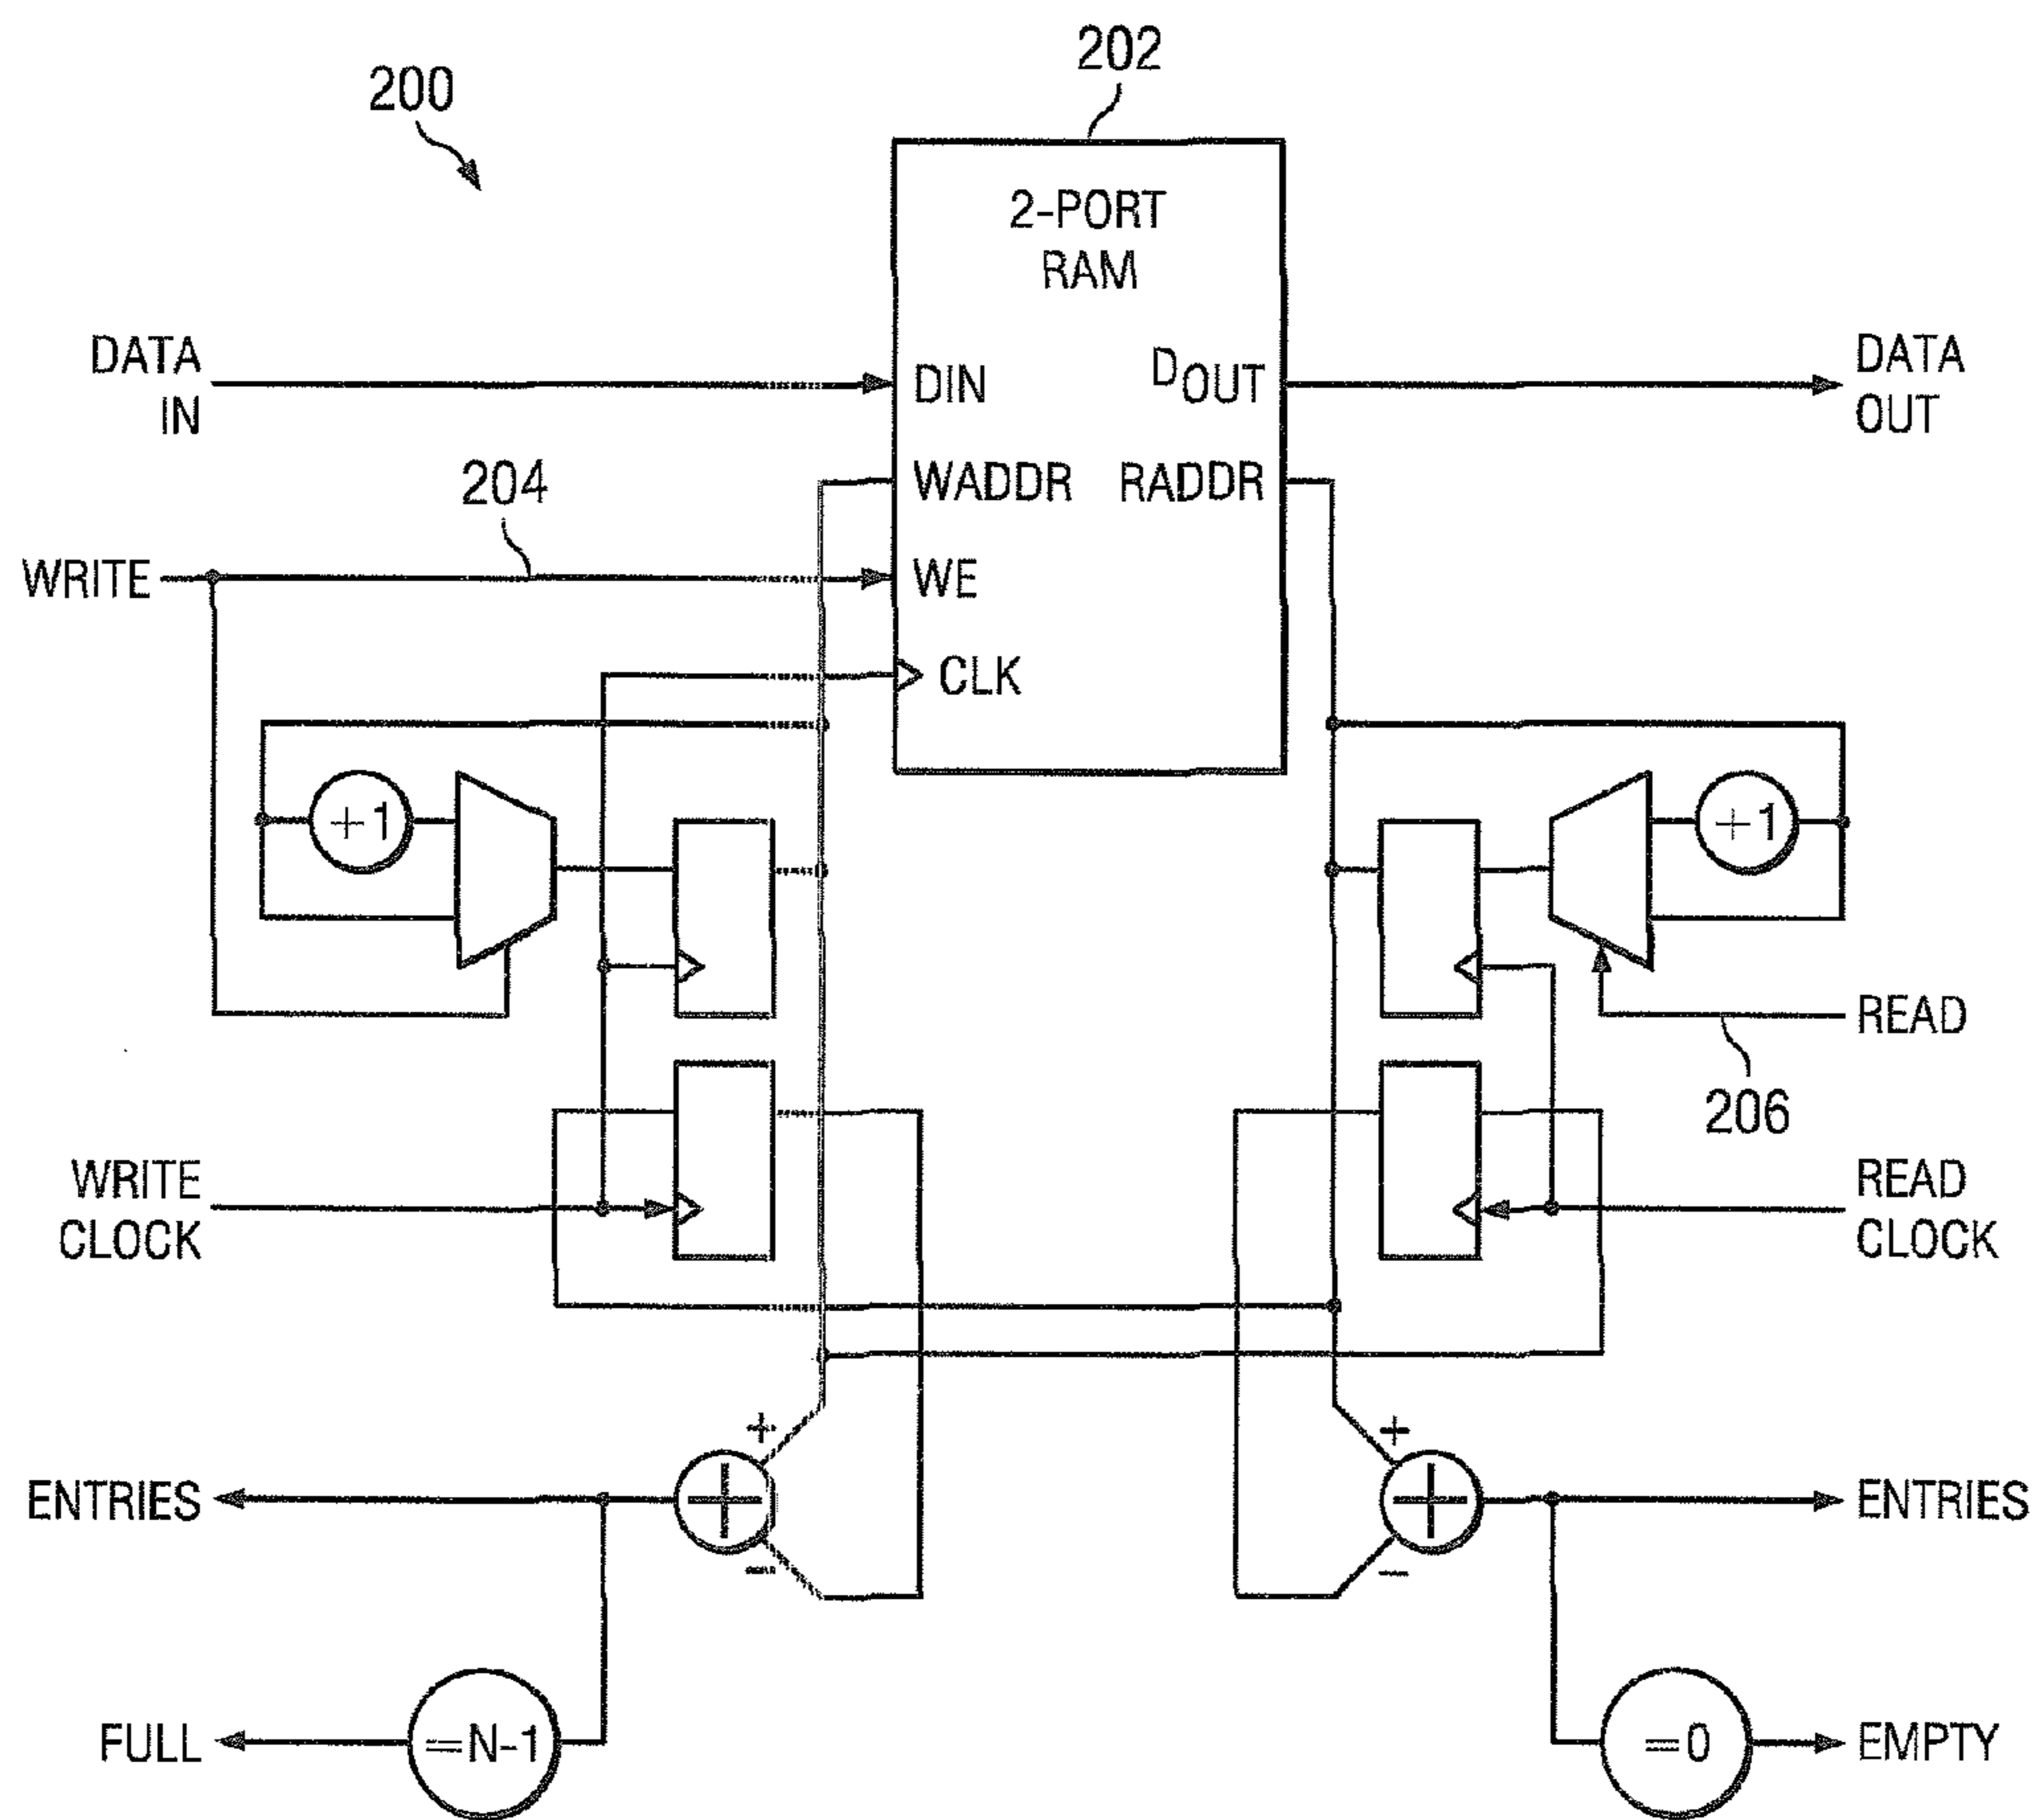 202
200
2-PORT
RAM
DATA
IN
DIN
DOUT
DATA
OUT
204
WADDR
RADDR
WRITE
WE
CLK
+1
+1
READ
206
WRITE
CLOCK
READ
CLOCK
+
+
ENTRIES
ENTRIES
−
−
FULL
=N-1
=0
EMPTY